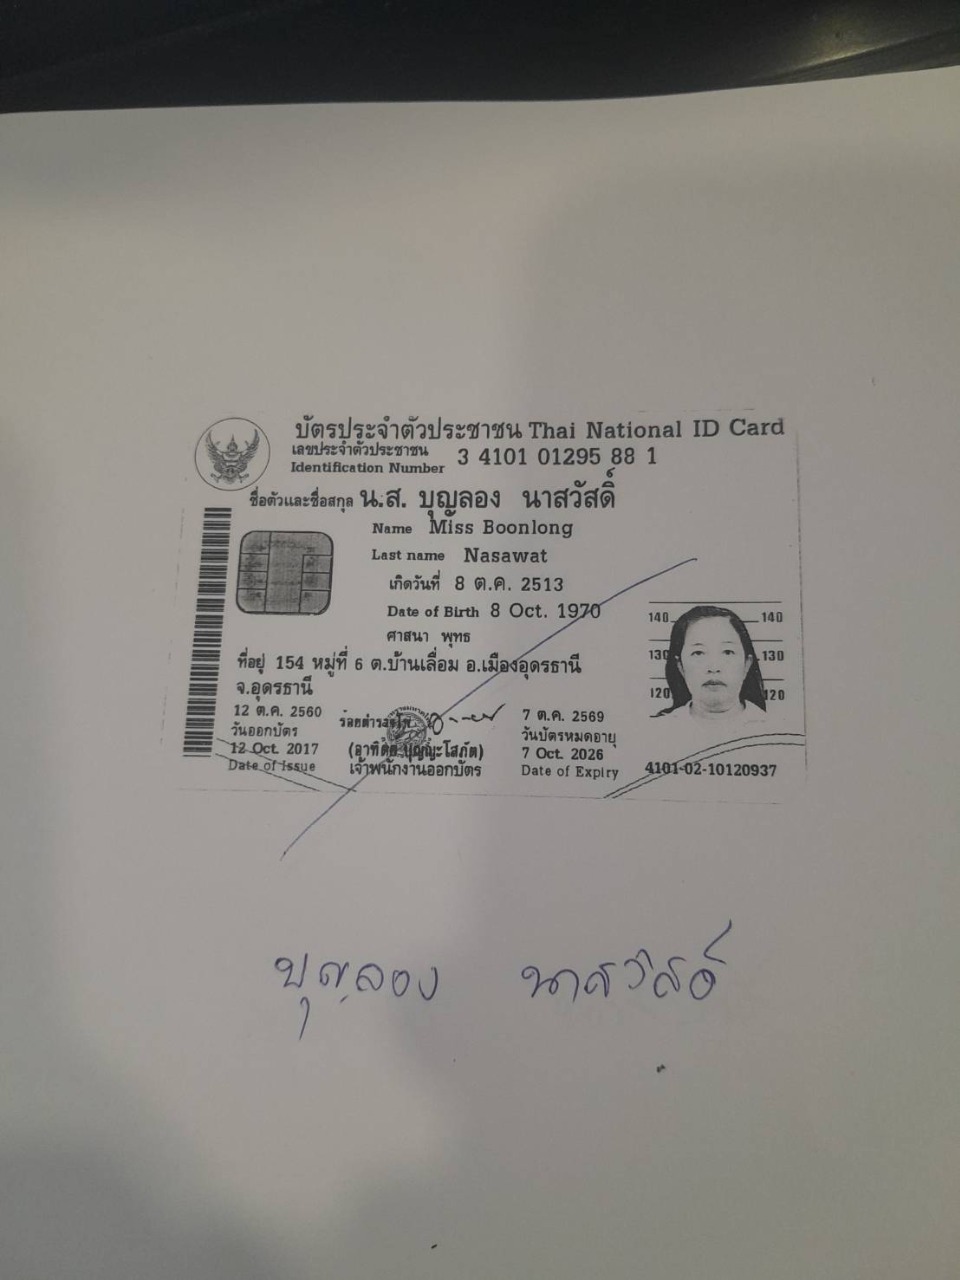 บัตรประจำตัวประชาชน Thai National ID Card
เลขประจำตัวประชาชน
Identification Number 3 4101 01295 88 1
ชื่อตัวและชื่อสกุล น.ส. บุญลอง นาสวัสดิ์
Name Miss Boonlong
Last name Nasawat
เกิดวันที่ 8 ต.ค. 2513
Date of Birth 8 Oct. 1970
ศาสนา พุทธ
ที่อยู่ 154 หมู่ที่ 6 ต.บ้านเลื่อม อ.เมืองอุดรธานี
จ.อุดรธานี
140 140
130 130
120 120
12 ต.ค. 2560
วันออกบัตร
12 Oct. 2017
Date of Issue
เจ้าพนักงานออกบัตร
7 ต.ค. 2569
วันบัตรหมดอายุ
7 Oct. 2026
Date of Expiry
4101-02-10120937
บุญลอง นาสวัสดิ์